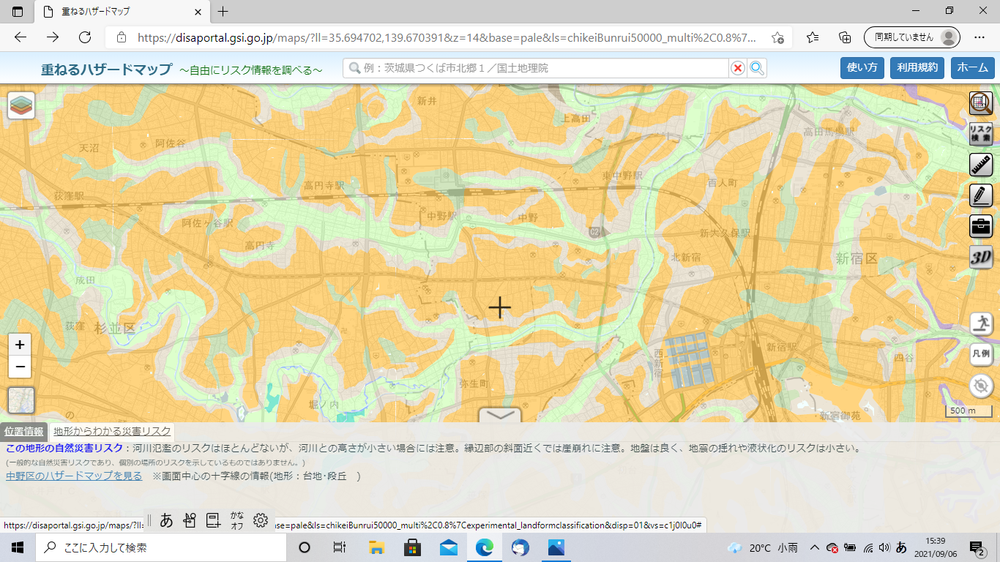 重ねるハザードマップ
https://disaportal.gsi.go.jp/maps/?ll=35.694702,139.670391&z=14&base=pale&ls=chikeiBunrui50000_multi%2C0.8%7...
同期していません
重ねるハザードマップ ～自由にリスク情報を調べる～
例：茨城県つくば市北郷１／国土地理院
使い方
利用規約
ホーム
新井
上高田
高田馬場駅
リスク
検索
天沼
阿佐谷
高円寺駅
東中野駅
百人町
荻窪駅
中野駅
中野
阿佐ヶ谷駅
C2
新大久保駅
高円寺
北新宿
新宿区
3D
成田
荻窪
杉並区
新宿駅
西新宿
四谷
凡例
+
−
弥生町
堀ノ内
の
新宿御苑
500 m
位置情報
地形からわかる災害リスク
この地形の自然災害リスク：河川氾濫のリスクはほとんどないが、河川との高さが小さい場合には注意。縁辺部の斜面近くでは崖崩れに注意。地盤は良く、地震の揺れや液状化のリスクは小さい。
(一般的な自然災害リスクであり、個別の場所のリスクを示しているものではありません。)
中野区のハザードマップを見る ※画面中心の十字線の情報(地形：台地･段丘 )
https://disaportal.gsi.go.jp/maps/?ll=
あ
かな
オフ
ase=pale&ls=chikeiBunrui50000_multi%2C0.8%7Cexperimental_landformclassification&disp=01&vs=c1j0l0u0#
ここに入力して検索
20℃ 小雨
あ
15:39
2021/09/06
2